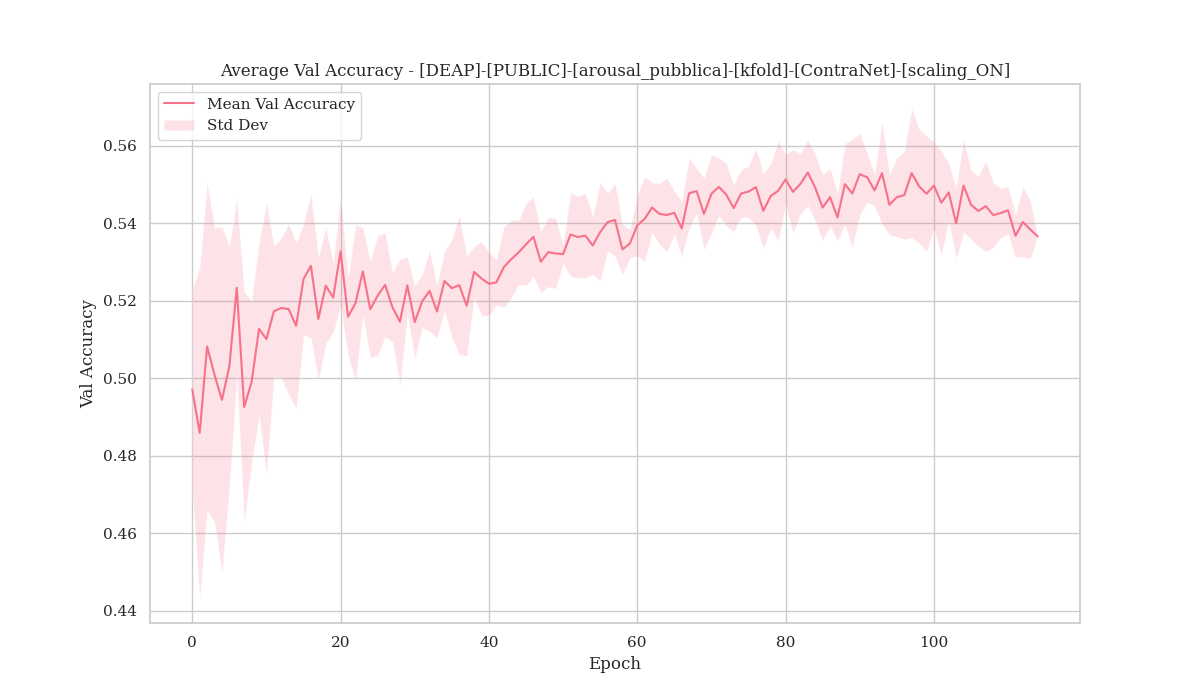 Average Val Accuracy - [DEAP]-[PUBLIC]-[arousal_pubblica]-[kfold]-[ContraNet]-[scaling_ON]
Mean Val Accuracy
Std Dev
0.56
0.54
0.52
0.50
0.48
0.46
0.44
Val Accuracy
0 20 40 60 80 100
Epoch